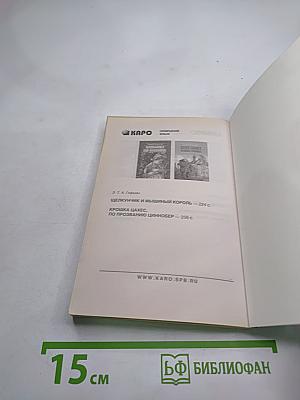 КАРО
Э. Т. А. Гофман
ЩЕЛКУНЧИК И МЫШИНЫЙ КОРОЛЬ — 224 с.
КРОШКА ЦАХЕС,
ПО ПРОЗВАНИЮ ЦИННОБЕР — 256 с.
WWW.KARO.SPB.RU
15 см
БФ БИБЛИОФАН